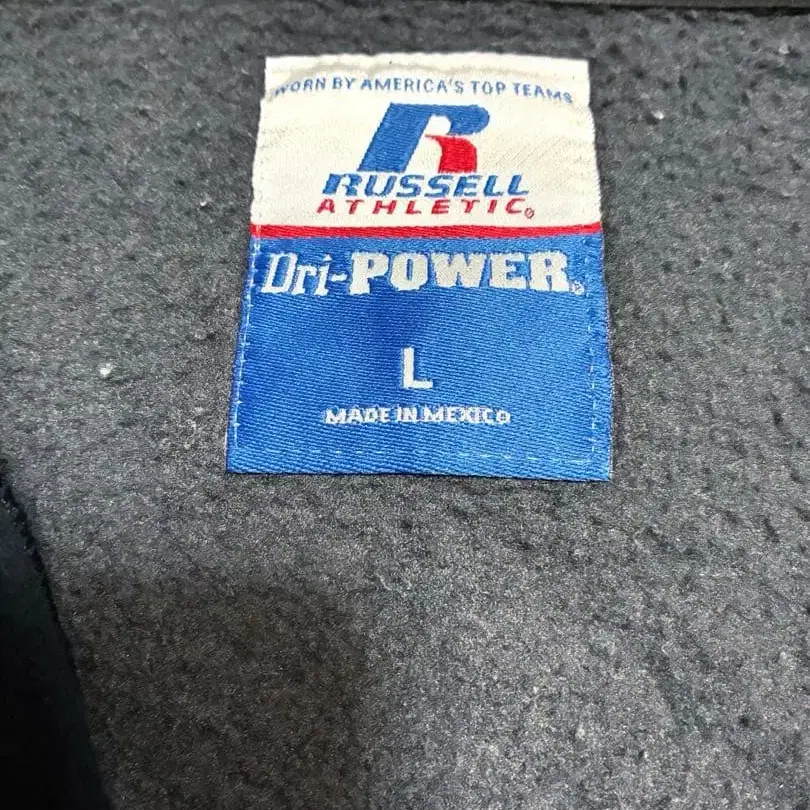 WORN BY AMERICA'S TOP TEAMS
R
RUSSELL
ATHLETIC®
Dri-POWER®
L
MADE IN MEXICO